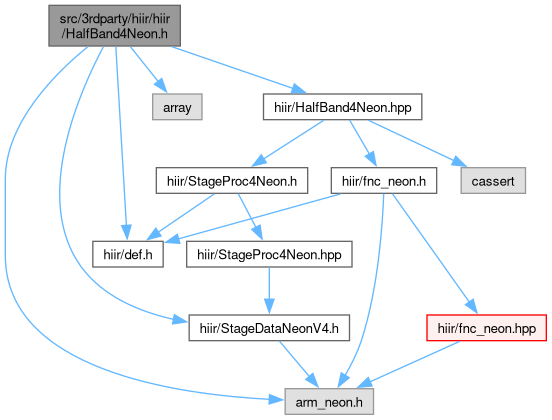 src/3rdparty/hiir/hiir
/HalfBand4Neon.h
array
hiir/HalfBand4Neon.hpp
hiir/StageProc4Neon.h
hiir/fnc_neon.h
cassert
hiir/def.h
hiir/StageProc4Neon.hpp
hiir/StageDataNeonV4.h
hiir/fnc_neon.hpp
arm_neon.h